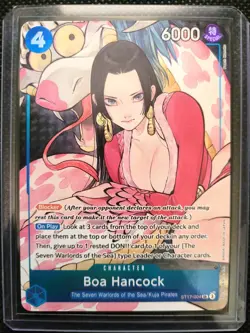 4
6000
特
Blocker (After your opponent declares an attack, you may
rest this card to make it the new target of the attack.)
On Play Look at 3 cards from the top of your deck and
place them at the top or bottom of your deck in any order.
Then, give up to 1 rested DON!! card to 1 of your [The
Seven Warlords of the Sea] type Leader or Character cards.
CHARACTER
Boa Hancock
The Seven Warlords of the Sea/Kuja Pirates
ST17-004